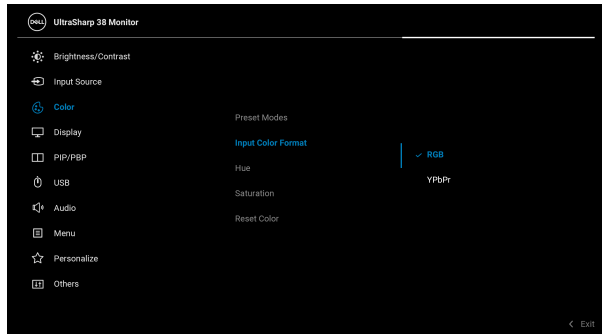 DELL UltraSharp 38 Monitor
Brightness/Contrast
Input Source
Color
Display
PIP/PBP
USB
Audio
Menu
Personalize
Others
Preset Modes
Input Color Format
Hue
Saturation
Reset Color
RGB
YPbPr
Exit